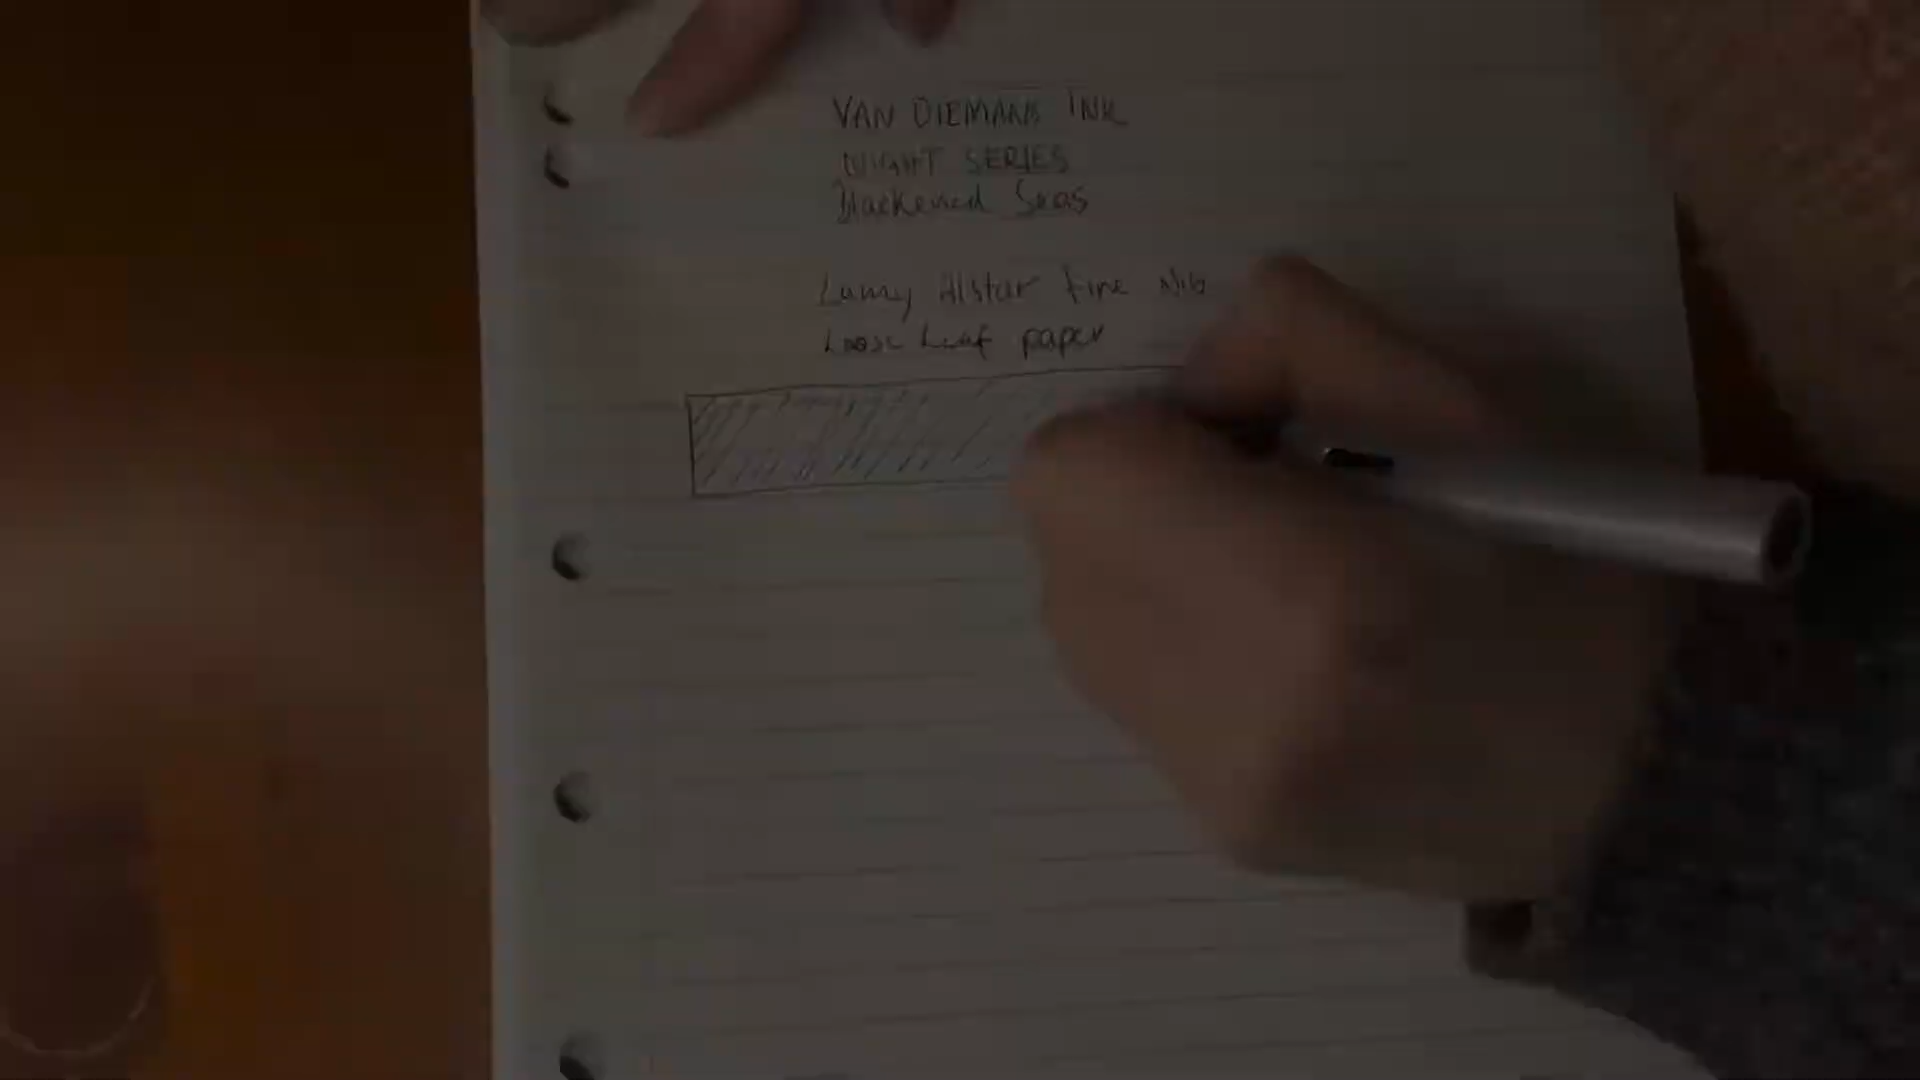 VAN DIEMANS INK
NIGHT SERIES
Blackened Seas
Lamy Alstar Fine Nib
Loose Leaf paper